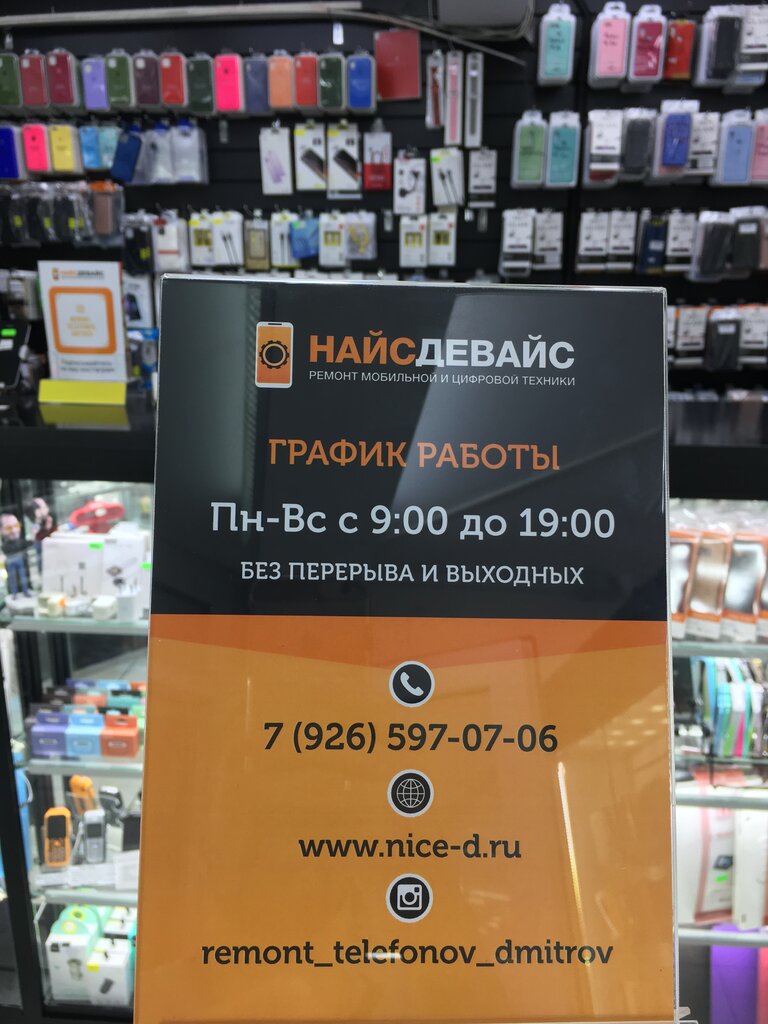 НАЙСДЕВАЙС
РЕМОНТ МОБИЛЬНОЙ И ЦИФРОВОЙ ТЕХНИКИ
ГРАФИК РАБОТЫ
Пн-Вс с 9:00 до 19:00
БЕЗ ПЕРЕРЫВА И ВЫХОДНЫХ
7 (926) 597-07-06
www.nice-d.ru
remont_telefonov_dmitrov
НАЙСДЕВАЙС